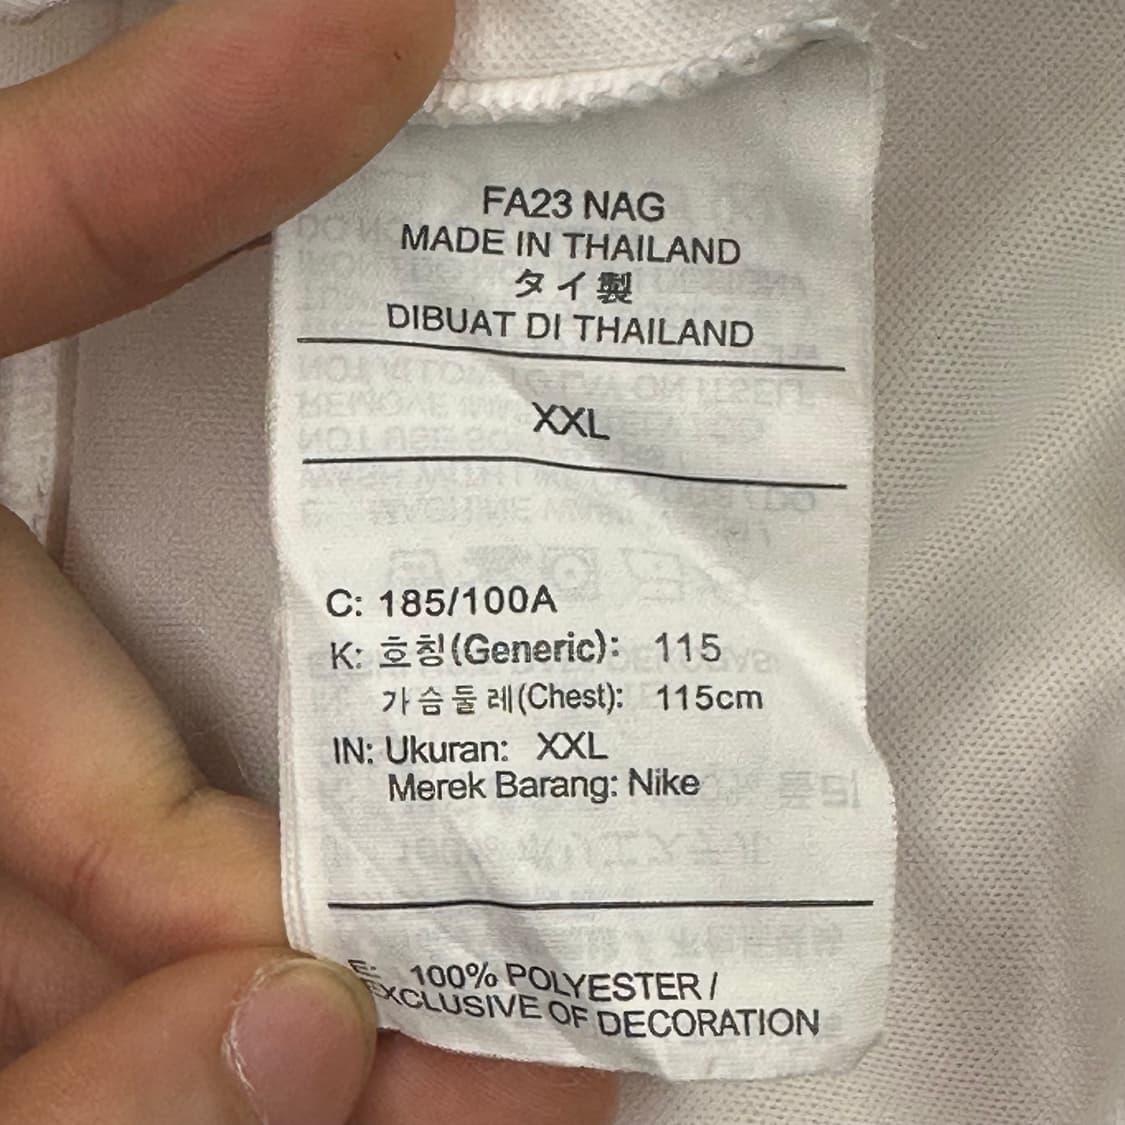 FA23 NAG
MADE IN THAILAND
タイ製
DIBUAT DI THAILAND
XXL
C: 185/100A
K: 호칭(Generic): 115
가슴둘레(Chest): 115cm
IN: Ukuran: XXL
Merek Barang: Nike
E: 100% POLYESTER /
EXCLUSIVE OF DECORATION